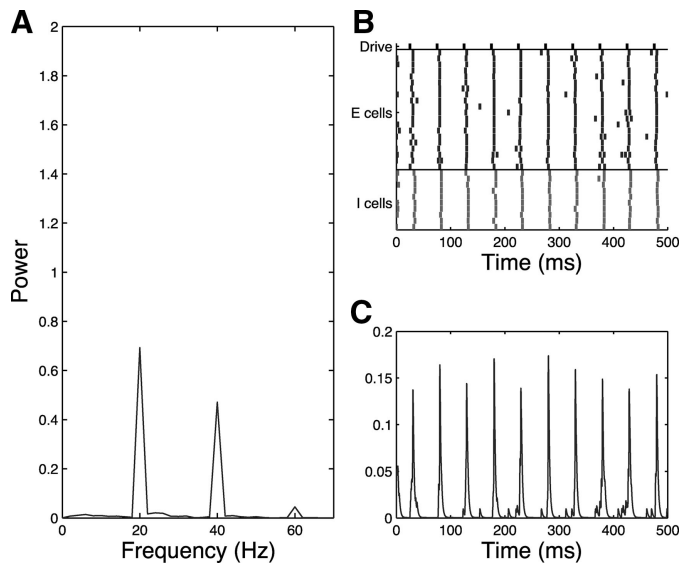 A
2
1.8
1.6
1.4
1.2
1
0.8
0.6
0.4
0.2
0
Power
0 20 40 60
Frequency (Hz)
B
Drive
E cells
I cells
0 100 200 300 400 500
Time (ms)
C
0.2
0.15
0.1
0.05
0
0 100 200 300 400 500
Time (ms)